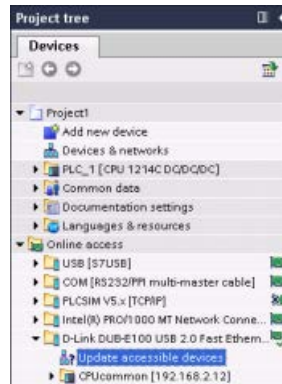 Project tree
Devices
Project1
Add new device
Devices & networks
PLC_1 [CPU 1214C DC/DC/DC]
Common data
Documentation settings
Languages & resources
Online access
USB [S7USB]
COM [RS232/PPI multi-master cable]
PLCSIM V5.x [TCP/IP]
Intel(R) PRO/1000 MT Network Conne...
D-Link DUB-E100 USB 2.0 Fast Ethern...
Update accessible devices
CPUcommon [192.168.2.12]